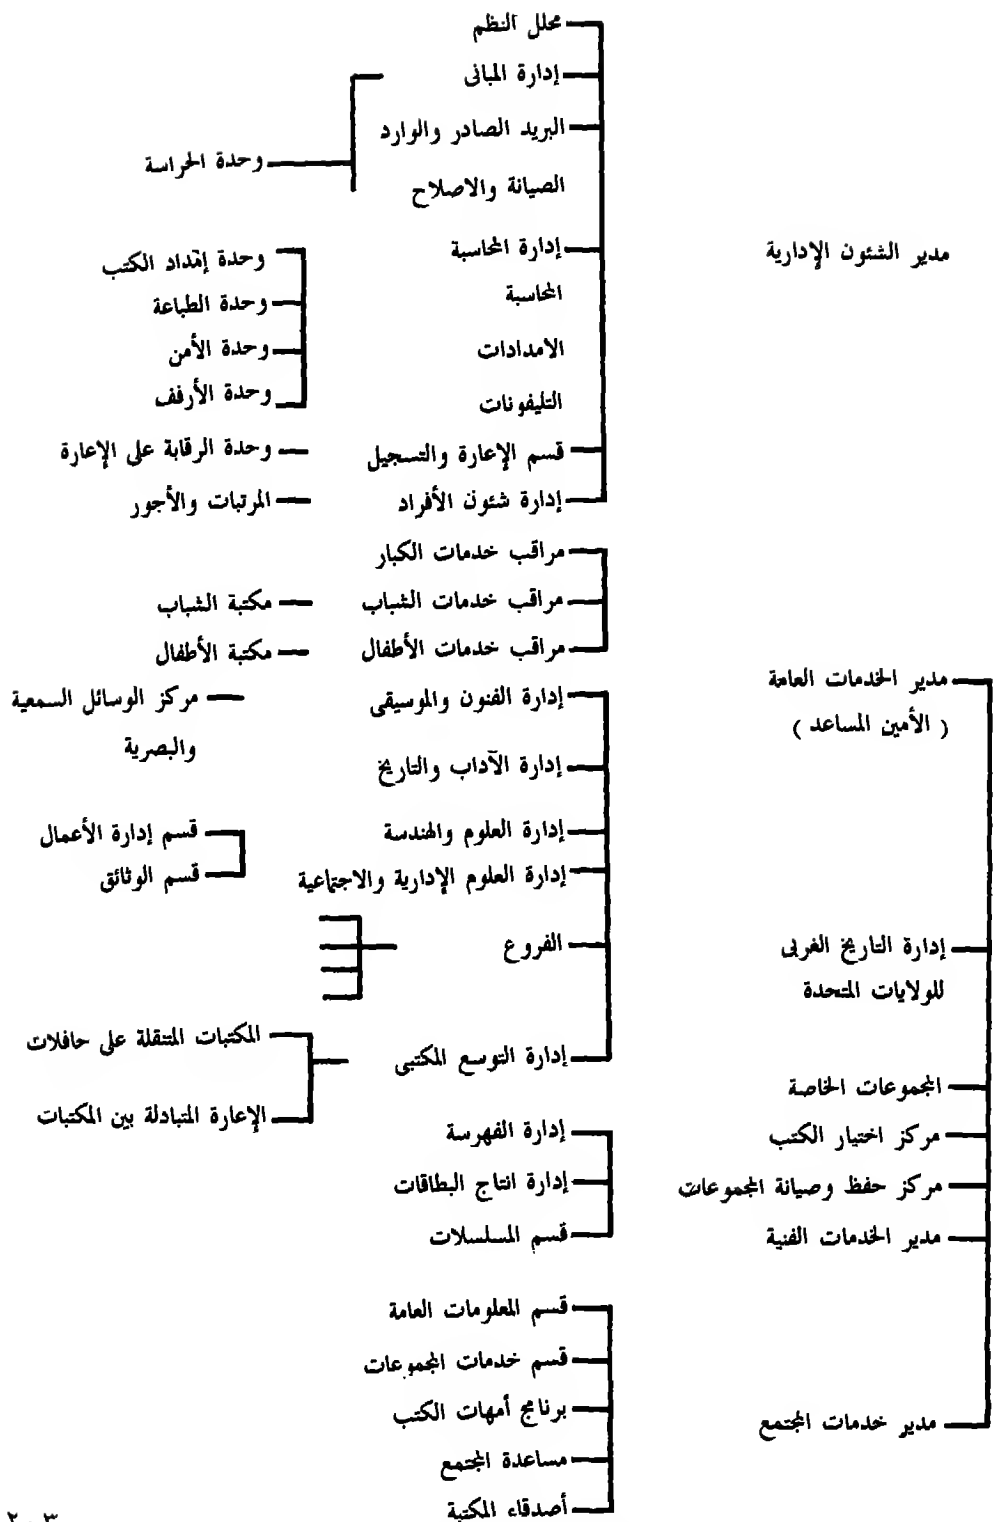 محلل النظم
إدارة المبانى
البريد الصادر والوارد
وحدة الحراسة
الصيانة والاصلاح
مدير الشئون الإدارية
إدارة المحاسبة
وحدة إمداد الكتب
المحاسبة
وحدة الطباعة
الامدادات
وحدة الأمن
التليفونات
وحدة الأرفف
قسم الإعارة والتسجيل
وحدة الرقابة على الإعارة
إدارة شئون الأفراد
المرتبات والأجور
مراقب خدمات الكبار
مراقب خدمات الشباب
مكتبة الشباب
مراقب خدمات الأطفال
مكتبة الأطفال
مدير الخدمات العامة
( الأمين المساعد )
إدارة الفنون والموسيقى
مركز الوسائل السمعية
والبصرية
إدارة الآداب والتاريخ
إدارة العلوم والهندسة
قسم إدارة الأعمال
إدارة العلوم الإدارية والاجتماعية
قسم الوثائق
إدارة التاريخ الغربى
للولايات المتحدة
الفروع
إدارة التوسع المكتبى
المكتبات المتنقلة على حافلات
الإعارة المتبادلة بين المكتبات
المجموعات الخاصة
مركز اختيار الكتب
إدارة الفهرسة
مركز حفظ وصيانة المجموعات
إدارة انتاج البطاقات
مدير الخدمات الفنية
قسم المسلسلات
قسم المعلومات العامة
قسم خدمات المجموعات
مدير خدمات المجتمع
برنامج أمهات الكتب
مساعدة المجتمع
أصدقاء المكتبة
٢٠٣